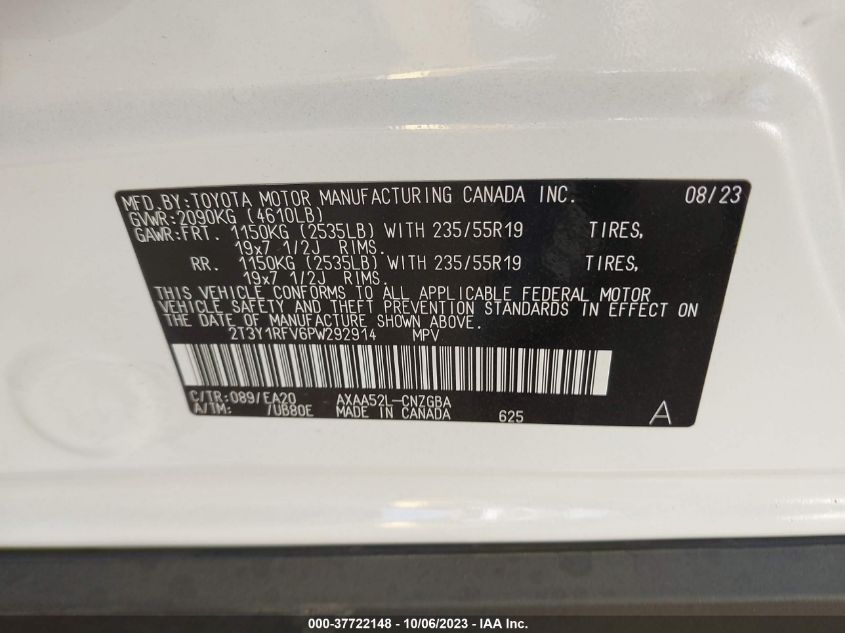 MFD.BY:TOYOTA MOTOR MANUFACTURING CANADA INC. 08/23
GVWR:2090KG (4610LB)
GAWR:FRT. 1150KG (2535LB) WITH 235/55R19 TIRES,
19x7 1/2J RIMS.
RR. 1150KG (2535LB) WITH 235/55R19 TIRES,
19x7 1/2J RIMS.
THIS VEHICLE CONFORMS TO ALL APPLICABLE FEDERAL MOTOR
VEHICLE SAFETY AND THEFT PREVENTION STANDARDS IN EFFECT ON
THE DATE OF MANUFACTURE SHOWN ABOVE.
2T3Y1RFV6PW292914 MPV
C/TR:089/EA20 AXAA52L-CNZGBA
A/TM: /UB80E MADE IN CANADA 625 A
000-37722148 - 10/06/2023 - IAA Inc.